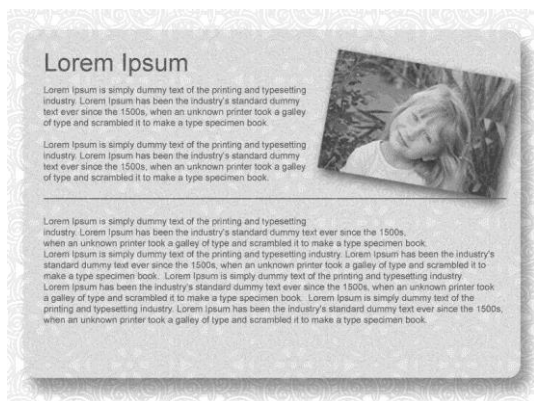 Lorem Ipsum
Lorem Ipsum is simply dummy text of the printing and typesetting
industry. Lorem Ipsum has been the industry's standard dummy
text ever since the 1500s, when an unknown printer took a galley
of type and scrambled it to make a type specimen book.
Lorem Ipsum is simply dummy text of the printing and typesetting
industry. Lorem Ipsum has been the industry's standard dummy
text ever since the 1500s, when an unknown printer took a galley
of type and scrambled it to make a type specimen book.
Lorem Ipsum is simply dummy text of the printing and typesetting
industry. Lorem Ipsum has been the industry's standard dummy text ever since the 1500s,
when an unknown printer took a galley of type and scrambled it to make a type specimen book.
Lorem Ipsum is simply dummy text of the printing and typesetting industry. Lorem Ipsum has been the industry's
standard dummy text ever since the 1500s, when an unknown printer took a galley of type and scrambled it to
make a type specimen book. Lorem Ipsum is simply dummy text of the printing and typesetting industry
Lorem Ipsum has been the industry's standard dummy text ever since the 1500s, when an unknown printer took
a galley of type and scrambled it to make a type specimen book. Lorem Ipsum is simply dummy text of the
printing and typesetting industry. Lorem Ipsum has been the industry's standard dummy text ever since the 1500s,
when an unknown printer took a galley of type and scrambled it to make a type specimen book.